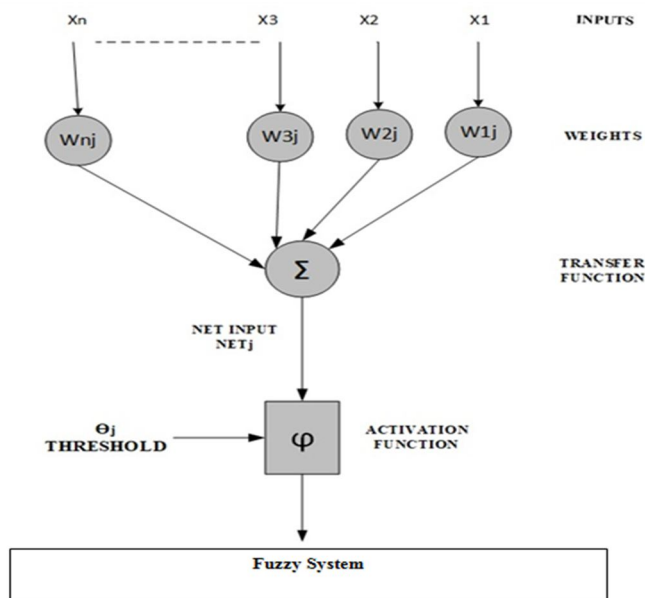 Xn X3 X2 X1 INPUTS
Wnj W3j W2j W1j WEIGHTS
Σ
TRANSFER
FUNCTION
NET INPUT
NETj
φ
ϴj
THRESHOLD
ACTIVATION
FUNCTION
Fuzzy System